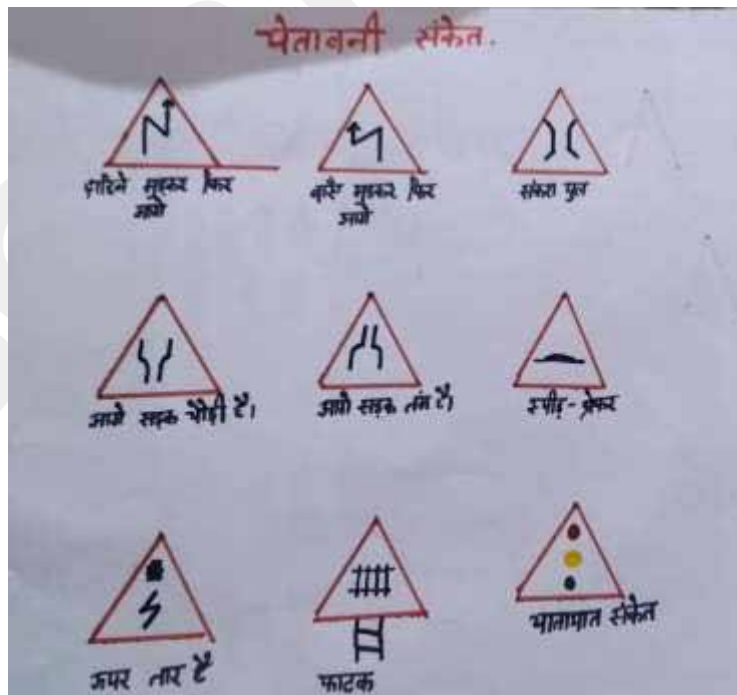 चेतावनी संकेत.
दाहिने मुड़कर फिर
आगे
बाएँ मुड़कर फिर
आगे
संकरा पुल
आगे सड़क चौड़ी है।
आगे सड़क तंग है।
स्पीड-ब्रेकर
ऊपर तार है
फाटक
यातायात संकेत